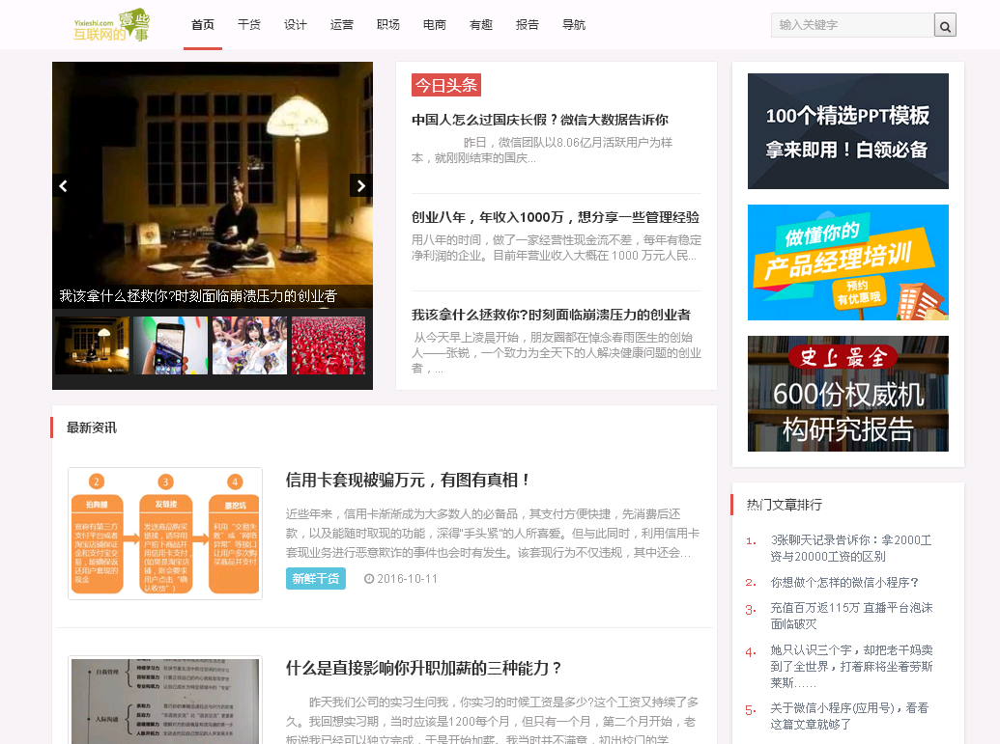 Yixieshi.com
互联网的
壹些事
首页 干货 设计 运营 职场 电商 有趣 报告 导航
输入关键字
我该拿什么拯救你?时刻面临崩溃压力的创业者
今日头条
中国人怎么过国庆长假？微信大数据告诉你
昨日，微信团队以8.06亿月活跃用户为样
本，就刚刚结束的国庆...
创业八年，年收入1000万，想分享一些管理经验
用八年的时间，做了一家经营性现金流不差，每年有稳定
净利润的企业。目前年营业收入大概在 1000 万元人民...
我该拿什么拯救你?时刻面临崩溃压力的创业者
从今天早上凌晨开始，朋友圈都在悼念春雨医生的创始
人——张锐，一个致力为全天下的人解决健康问题的创业
者，...
100个精选PPT模板
拿来即用！白领必备
做懂你的
产品经理培训
预约
有优惠哦
史上最全
600份权威机
构研究报告
最新资讯
2 3 4
发链接
信用卡套现被骗万元，有图有真相！
近些年来，信用卡渐渐成为大多数人的必备品，其支付方便快捷，先消费后还
款，以及能随时取现的功能，深得"手头紧"的人所喜爱。但与此同时，利用信用卡
套现业务进行恶意欺诈的事件也会时有发生。该套现行为不仅违规，其中还会…
新鲜干货 2016-10-11
自我管理
人际沟通
什么是直接影响你升职加薪的三种能力？
昨天我们公司的实习生问我，你实习的时候工资是多少?这个工资又持续了多
久。我回想实习期，当时应该是1200每个月，但只有一个月，第二个月开始，老
板说我已经可以独立完成，于是开始加薪。我当时并不满意，初出校门的学
热门文章排行
1. 3张聊天记录告诉你：拿2000工
资与20000工资的区别
2. 你想做个怎样的微信小程序？
3. 充值百万返115万 直播平台泡沫
面临破灭
4. 她只认识三个字，却把老干妈卖
到了全世界，打着麻将坐着劳斯
莱斯……
5. 关于微信小程序(应用号)，看看
这篇文章就够了